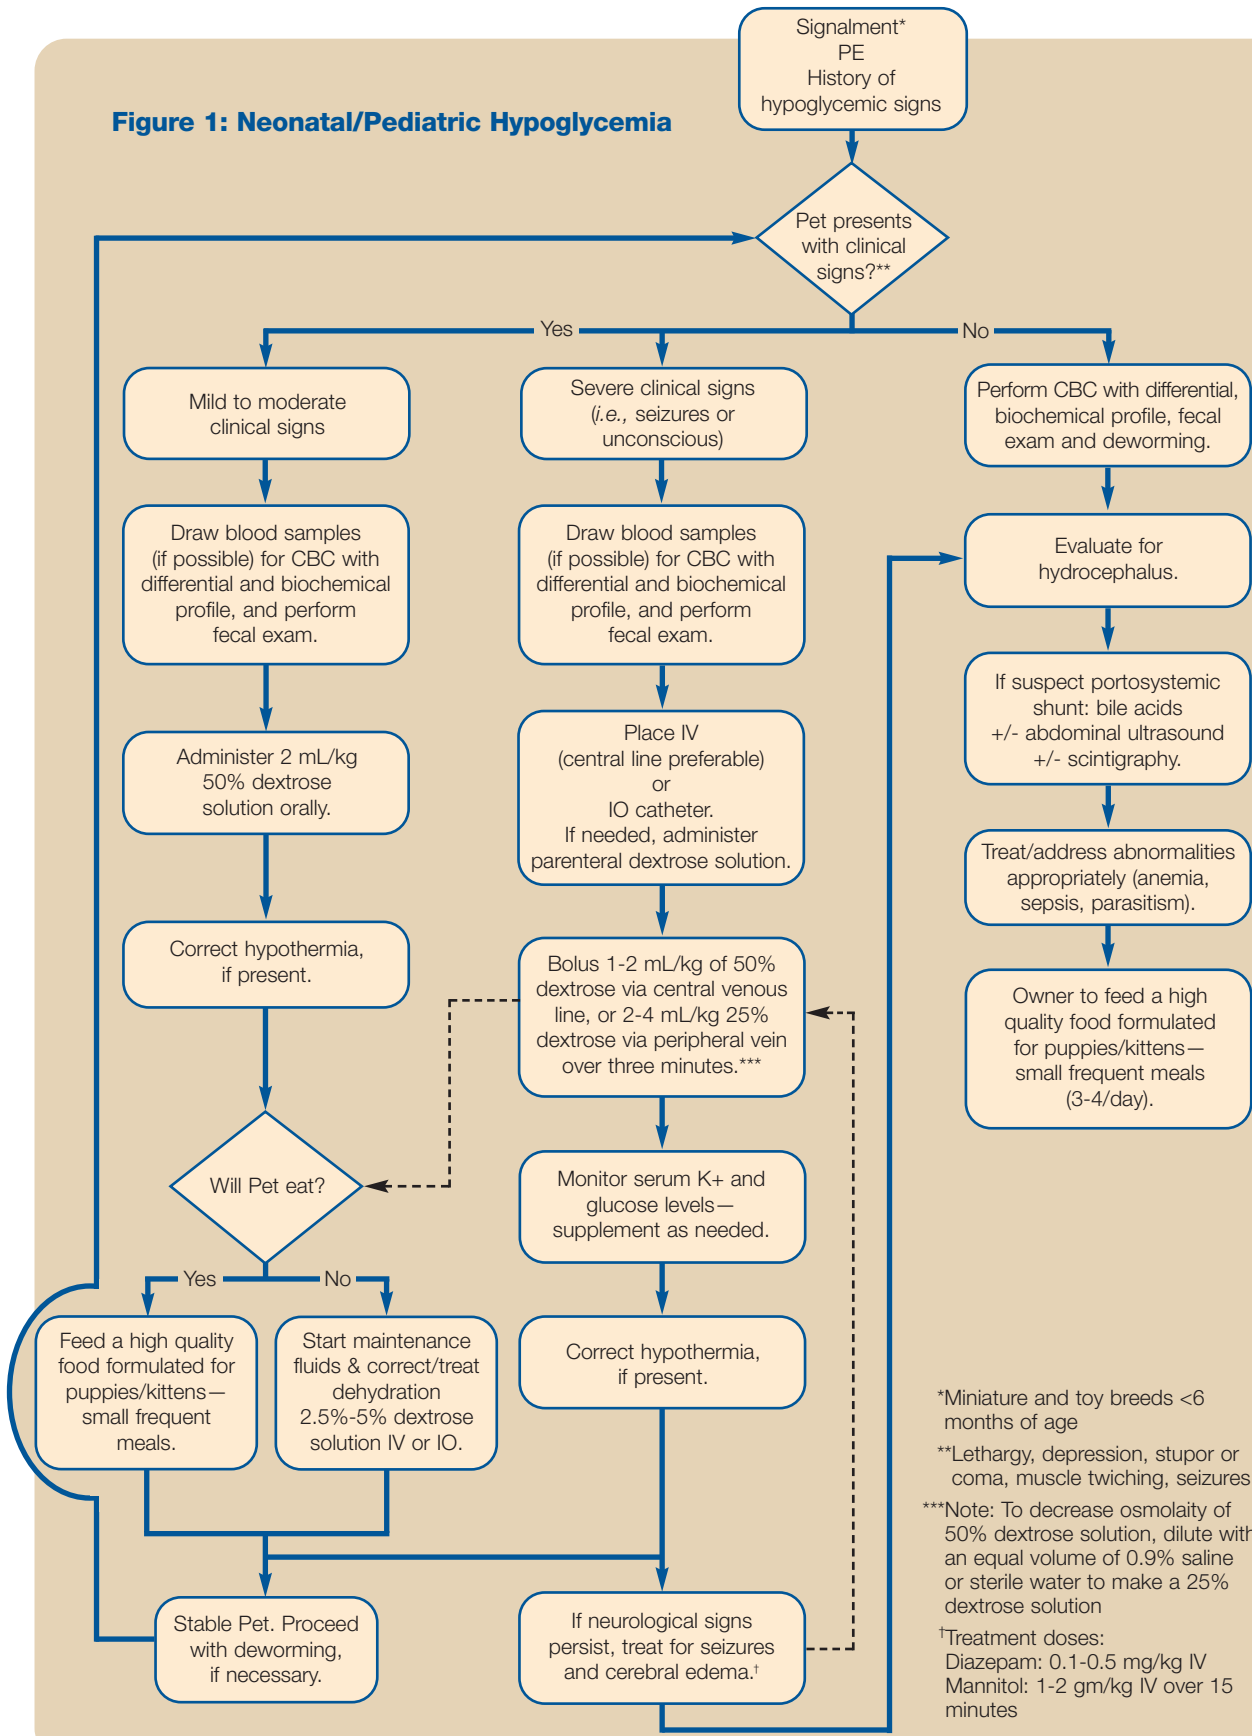 Signalment*
PE
History of
hypoglycemic signs
Figure 1: Neonatal/Pediatric Hypoglycemia
Pet presents
with clinical
signs?**
Yes
No
Mild to moderate
clinical signs
Severe clinical signs
(i.e., seizures or
unconscious)
Perform CBC with differential,
biochemical profile, fecal
exam and deworming.
Draw blood samples
(if possible) for CBC with
differential and biochemical
profile, and perform
fecal exam.
Draw blood samples
(if possible) for CBC with
differential and biochemical
profile, and perform
fecal exam.
Evaluate for
hydrocephalus.
If suspect portosystemic
shunt: bile acids
+/- abdominal ultrasound
+/- scintigraphy.
Administer 2 mL/kg
50% dextrose
solution orally.
Place IV
(central line preferable)
or
IO catheter.
If needed, administer
parenteral dextrose solution.
Treat/address abnormalities
appropriately (anemia,
sepsis, parasitism).
Correct hypothermia,
if present.
Bolus 1-2 mL/kg of 50%
dextrose via central venous
line, or 2-4 mL/kg 25%
dextrose via peripheral vein
over three minutes.***
Owner to feed a high
quality food formulated
for puppies/kittens—
small frequent meals
(3-4/day).
Will Pet eat?
Monitor serum K+ and
glucose levels—
supplement as needed.
Yes
No
Feed a high quality
food formulated for
puppies/kittens—
small frequent
meals.
Start maintenance
fluids & correct/treat
dehydration
2.5%-5% dextrose
solution IV or IO.
Correct hypothermia,
if present.
Stable Pet. Proceed
with deworming,
if necessary.
If neurological signs
persist, treat for seizures
and cerebral edema.†
*Miniature and toy breeds <6
months of age
**Lethargy, depression, stupor or
coma, muscle twiching, seizures
***Note: To decrease osmolaity of
50% dextrose solution, dilute with
an equal volume of 0.9% saline
or sterile water to make a 25%
dextrose solution
†Treatment doses:
Diazepam: 0.1-0.5 mg/kg IV
Mannitol: 1-2 gm/kg IV over 15
minutes